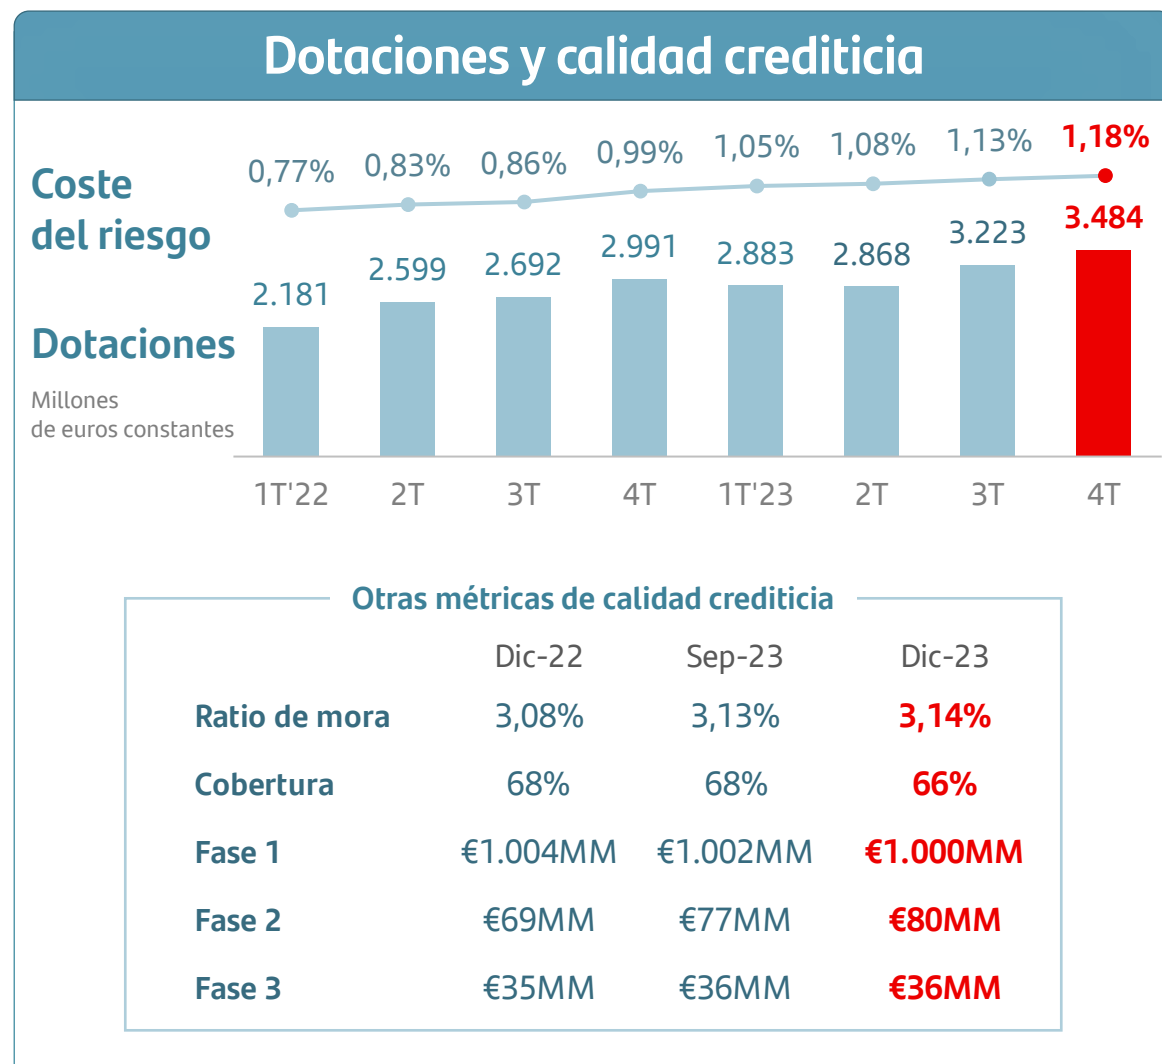 Dotaciones y calidad crediticia
Coste
del riesgo
0,77% 0,83% 0,86% 0,99% 1,05% 1,08% 1,13% 1,18%
Dotaciones
Millones
de euros constantes
2.181 2.599 2.692 2.991 2.883 2.868 3.223 3.484
1T'22 2T 3T 4T 1T'23 2T 3T 4T
Otras métricas de calidad crediticia
Dic-22 Sep-23 Dic-23
Ratio de mora 3,08% 3,13% 3,14%
Cobertura 68% 68% 66%
Fase 1 €1.004MM €1.002MM €1.000MM
Fase 2 €69MM €77MM €80MM
Fase 3 €35MM €36MM €36MM